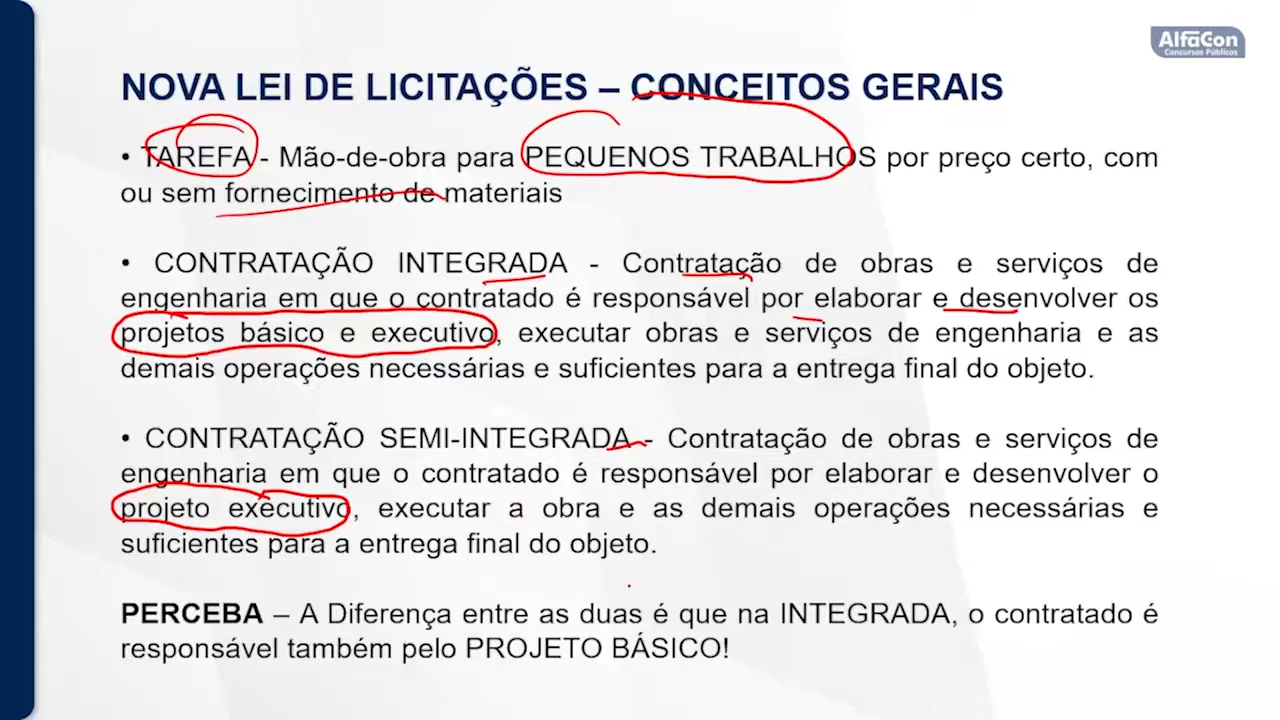 AlfaCon
Concursos Públicos
NOVA LEI DE LICITAÇÕES – CONCEITOS GERAIS
• TAREFA - Mão-de-obra para PEQUENOS TRABALHOS por preço certo, com
ou sem fornecimento de materiais
• CONTRATAÇÃO INTEGRADA - Contratação de obras e serviços de
engenharia em que o contratado é responsável por elaborar e desenvolver os
projetos básico e executivo, executar obras e serviços de engenharia e as
demais operações necessárias e suficientes para a entrega final do objeto.
• CONTRATAÇÃO SEMI-INTEGRADA - Contratação de obras e serviços de
engenharia em que o contratado é responsável por elaborar e desenvolver o
projeto executivo, executar a obra e as demais operações necessárias e
suficientes para a entrega final do objeto.
PERCEBA – A Diferença entre as duas é que na INTEGRADA, o contratado é
responsável também pelo PROJETO BÁSICO!